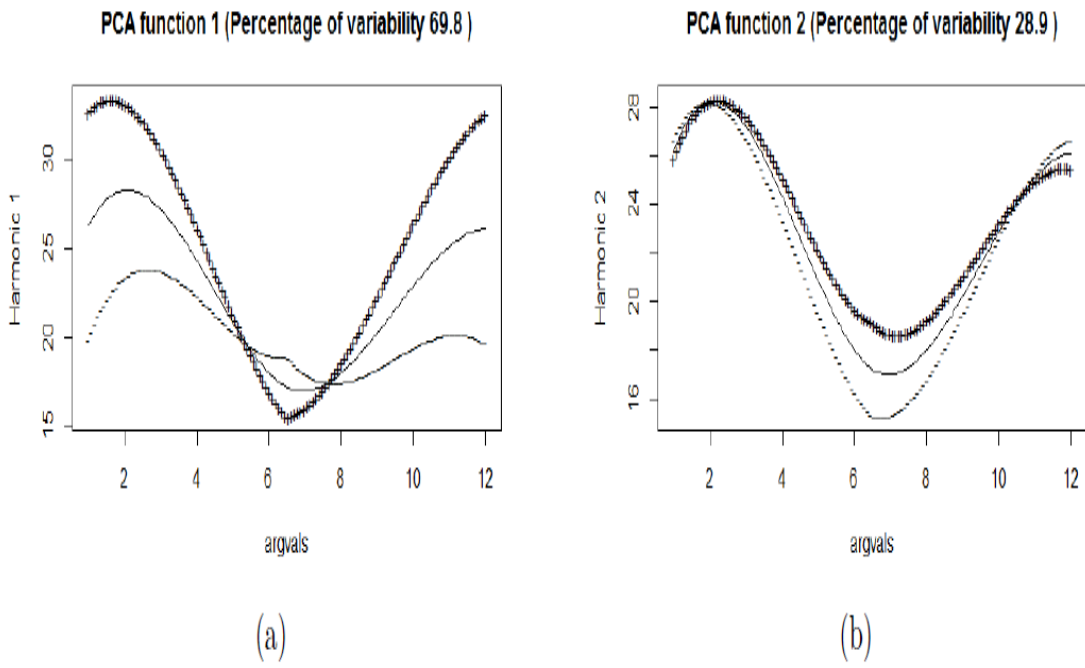 PCA function 1 (Percentage of variability 69.8 )
Harmonic 1
30
25
20
15
2 4 6 8 10 12
argvals
(a)
PCA function 2 (Percentage of variability 28.9 )
Harmonic 2
28
24
20
16
2 4 6 8 10 12
argvals
(b)